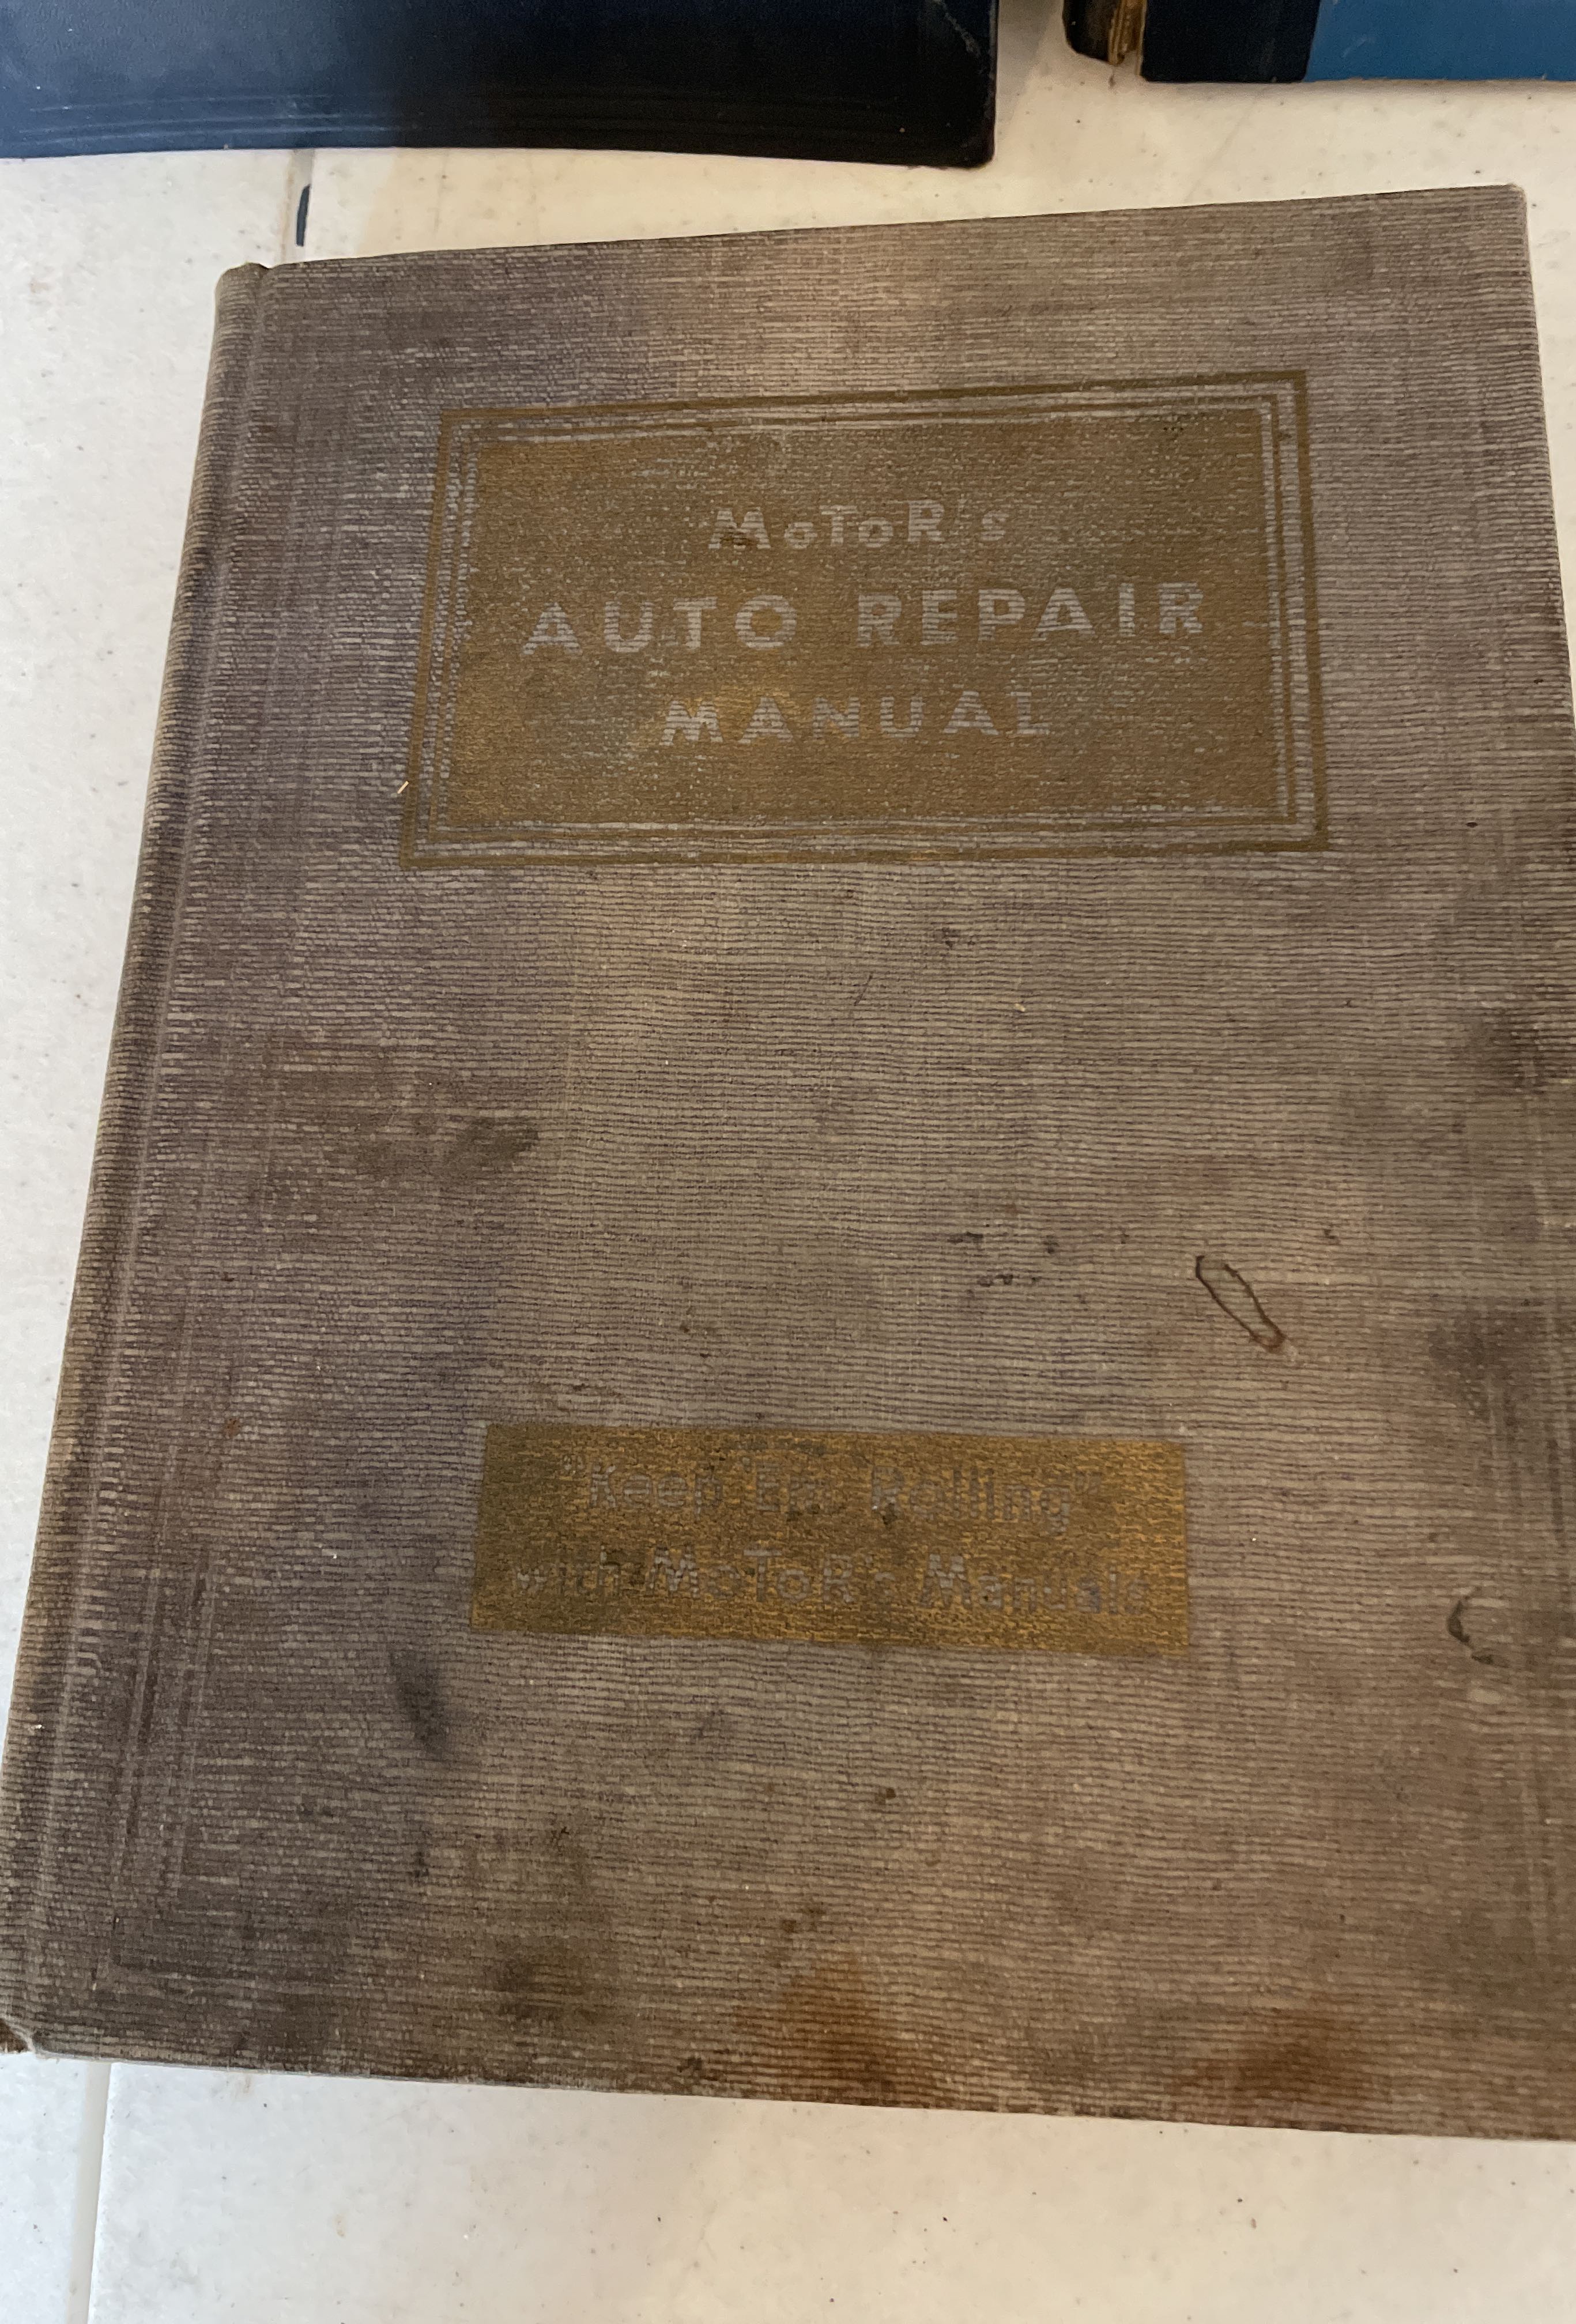 MoToR's
AUTO REPAIR
MANUAL
"Keep 'Em Rolling"
with MoToR's Manuals